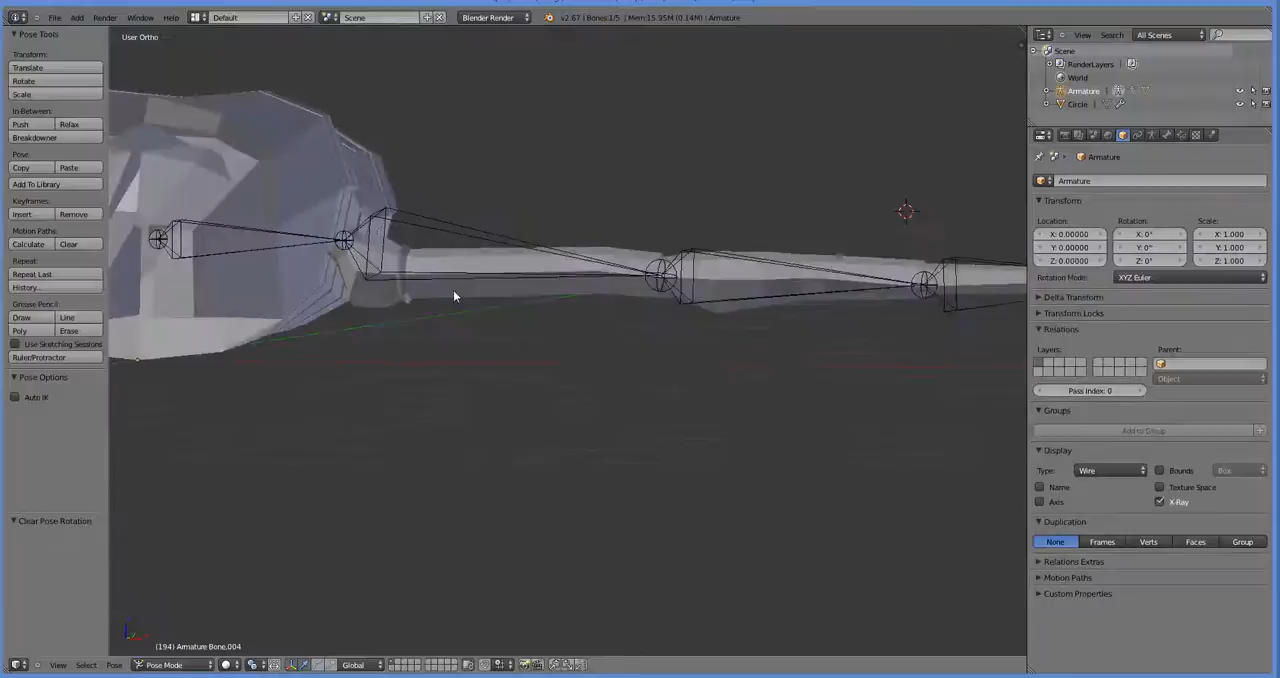 File Add Render Window Help Default Scene Blender Render v2.67 | Bones:1/5 | Mem:15.95M (0.14M) | Armature
Pose Tools
Transform:
Translate
Rotate
Scale
In-Between:
Push Relax
Breakdowner
Pose:
Copy Paste
Add To Library
Keyframes:
Insert Remove
Motion Paths:
Calculate Clear
Repeat:
Repeat Last
History...
Grease Pencil:
Draw Line
Poly Erase
Use Sketching Sessions
Ruler/Protractor
Pose Options
Auto IK
Clear Pose Rotation
User Ortho
(194) Armature Bone.004
View Select Pose Pose Mode Global
View Search All Scenes
Scene
RenderLayers
World
Armature
Circle
Armature
Armature
Transform
Location: Rotation: Scale:
X: 0.00000 X: 0° X: 1.000
Y: 0.00000 Y: 0° Y: 1.000
Z: 0.00000 Z: 0° Z: 1.000
Rotation Mode: XYZ Euler
Delta Transform
Transform Locks
Relations
Layers: Parent:
Object
Pass Index: 0
Groups
Add to Group
Display
Type: Wire Bounds Box
Name Texture Space
Axis X-Ray
Duplication
None Frames Verts Faces Group
Relations Extras
Motion Paths
Custom Properties